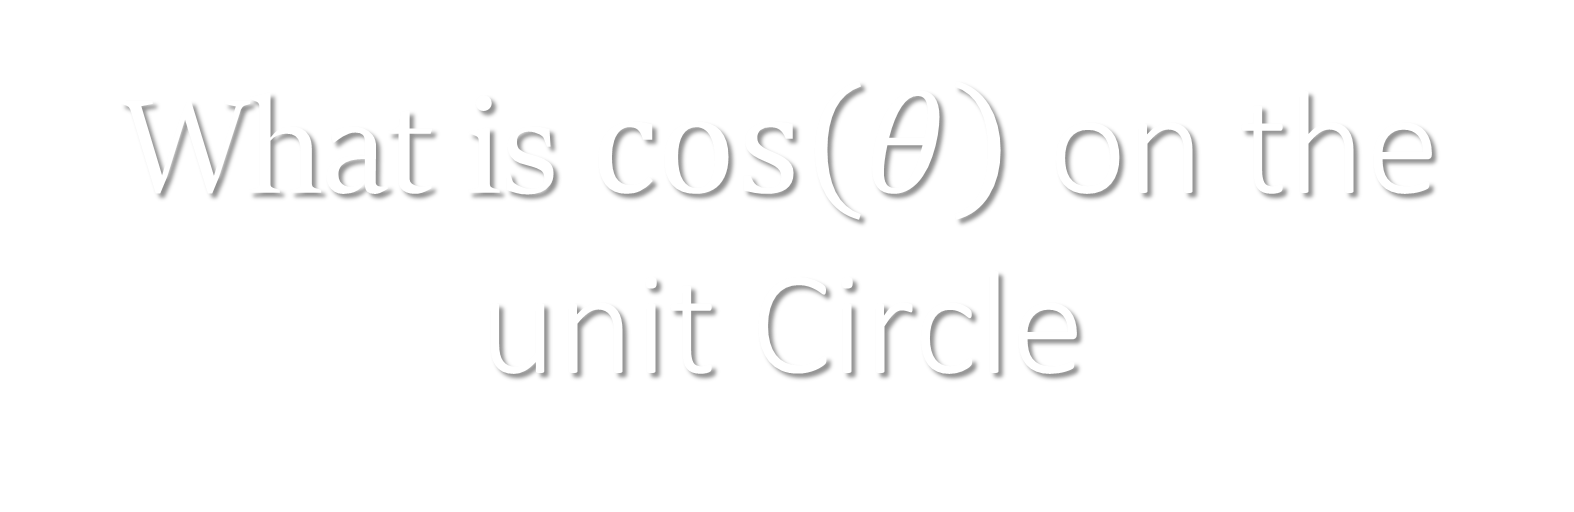 What is cos(θ) on the
unit Circle